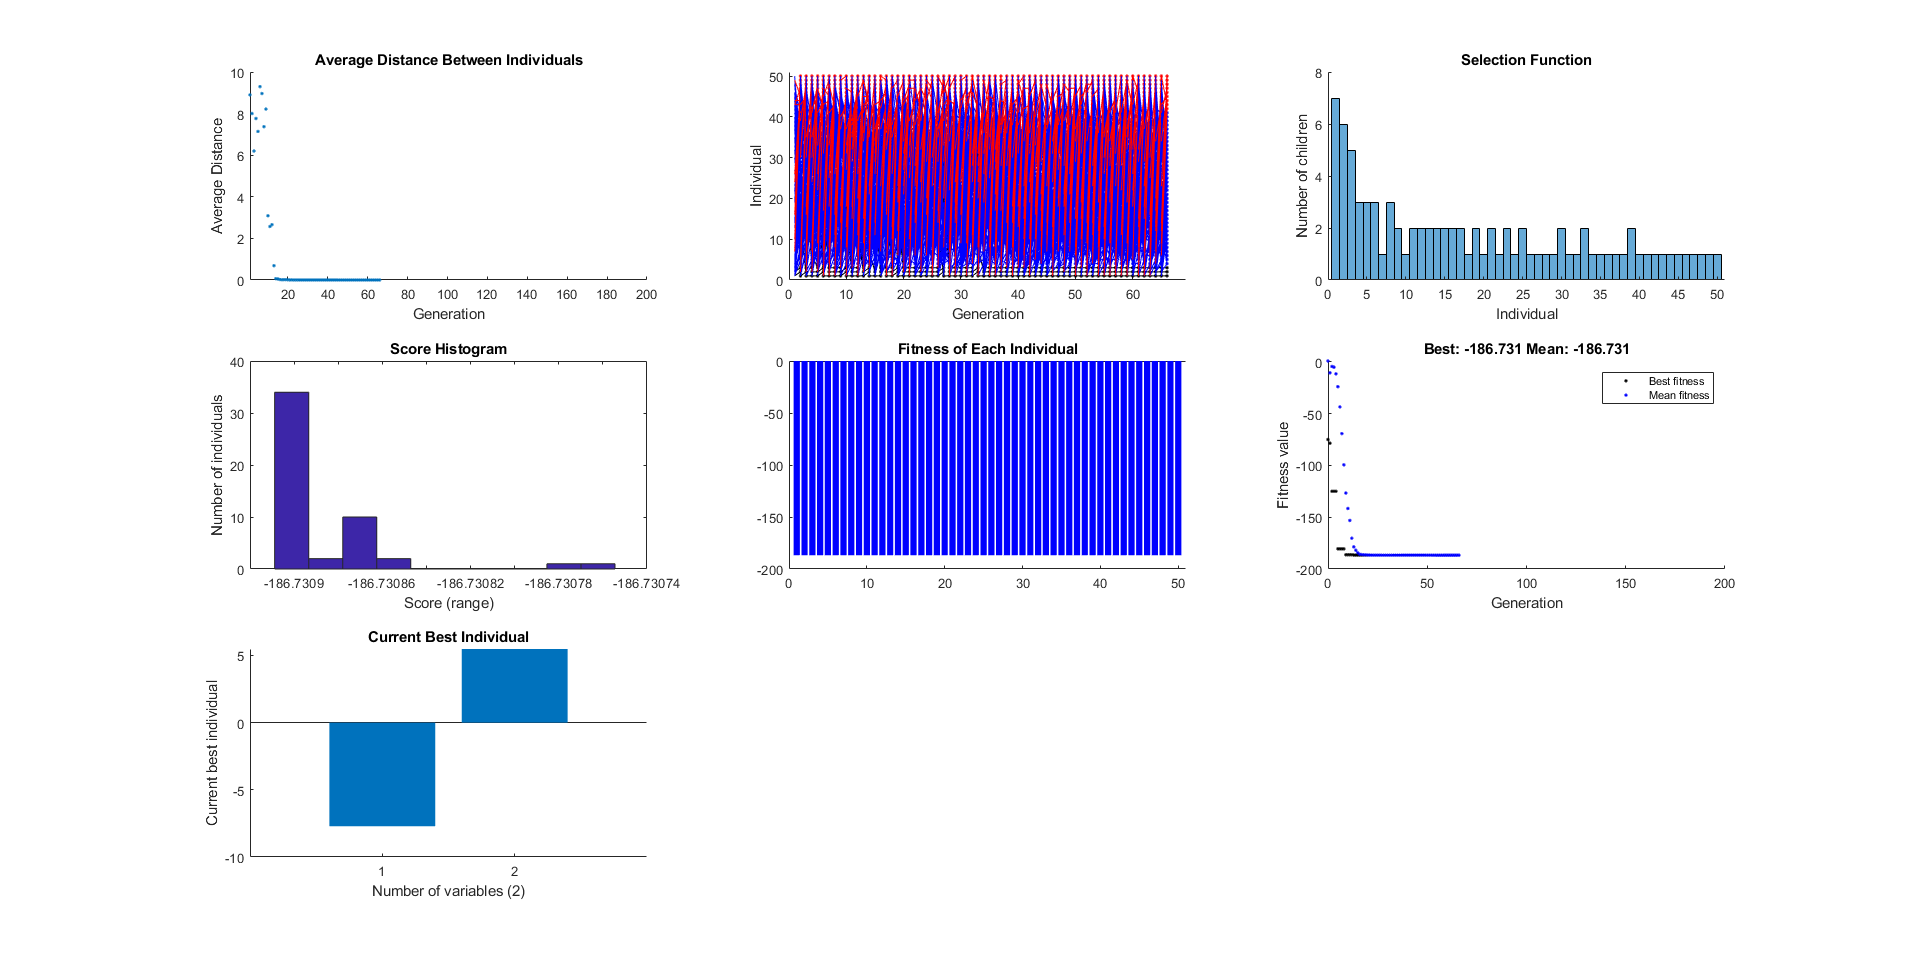 Average Distance Between Individuals
10
8
6
4
2
0
Average Distance
20 40 60 80 100 120 140 160 180 200
Generation
50
40
30
20
10
0
Individual
0 10 20 30 40 50 60
Generation
Selection Function
8
6
4
2
0
Number of children
0 5 10 15 20 25 30 35 40 45 50
Individual
Score Histogram
40
30
20
10
0
Number of individuals
-186.7309 -186.73086 -186.73082 -186.73078 -186.73074
Score (range)
Fitness of Each Individual
0
-50
-100
-150
-200
0 10 20 30 40 50
Best: -186.731 Mean: -186.731
0
-50
-100
-150
-200
Fitness value
Best fitness
Mean fitness
0 50 100 150 200
Generation
Current Best Individual
5
0
-5
-10
Current best individual
1 2
Number of variables (2)